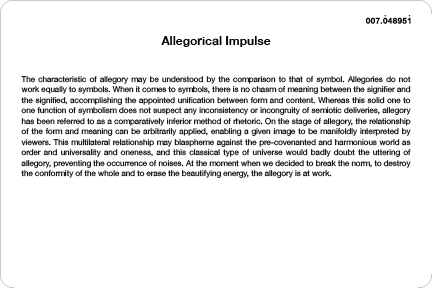 007.048951
Allegorical Impulse
The characteristic of allegory may be understood by the comparison to that of symbol. Allegories do not
work equally to symbols. When it comes to symbols, there is no chasm of meaning between the signifier and
the signified, accomplishing the appointed unification between form and content. Whereas this solid one to
one function of symbolism does not suspect any inconsistency or incongruity of semiotic deliveries, allegory
has been referred to as a comparatively inferior method of rhetoric. On the stage of allegory, the relationship
of the form and meaning can be arbitrarily applied, enabling a given image to be manifoldly interpreted by
viewers. This multilateral relationship may blaspheme against the pre-covenanted and harmonious world as
order and universality and oneness, and this classical type of universe would badly doubt the uttering of
allegory, preventing the occurrence of noises. At the moment when we decided to break the norm, to destroy
the conformity of the whole and to erase the beautifying energy, the allegory is at work.